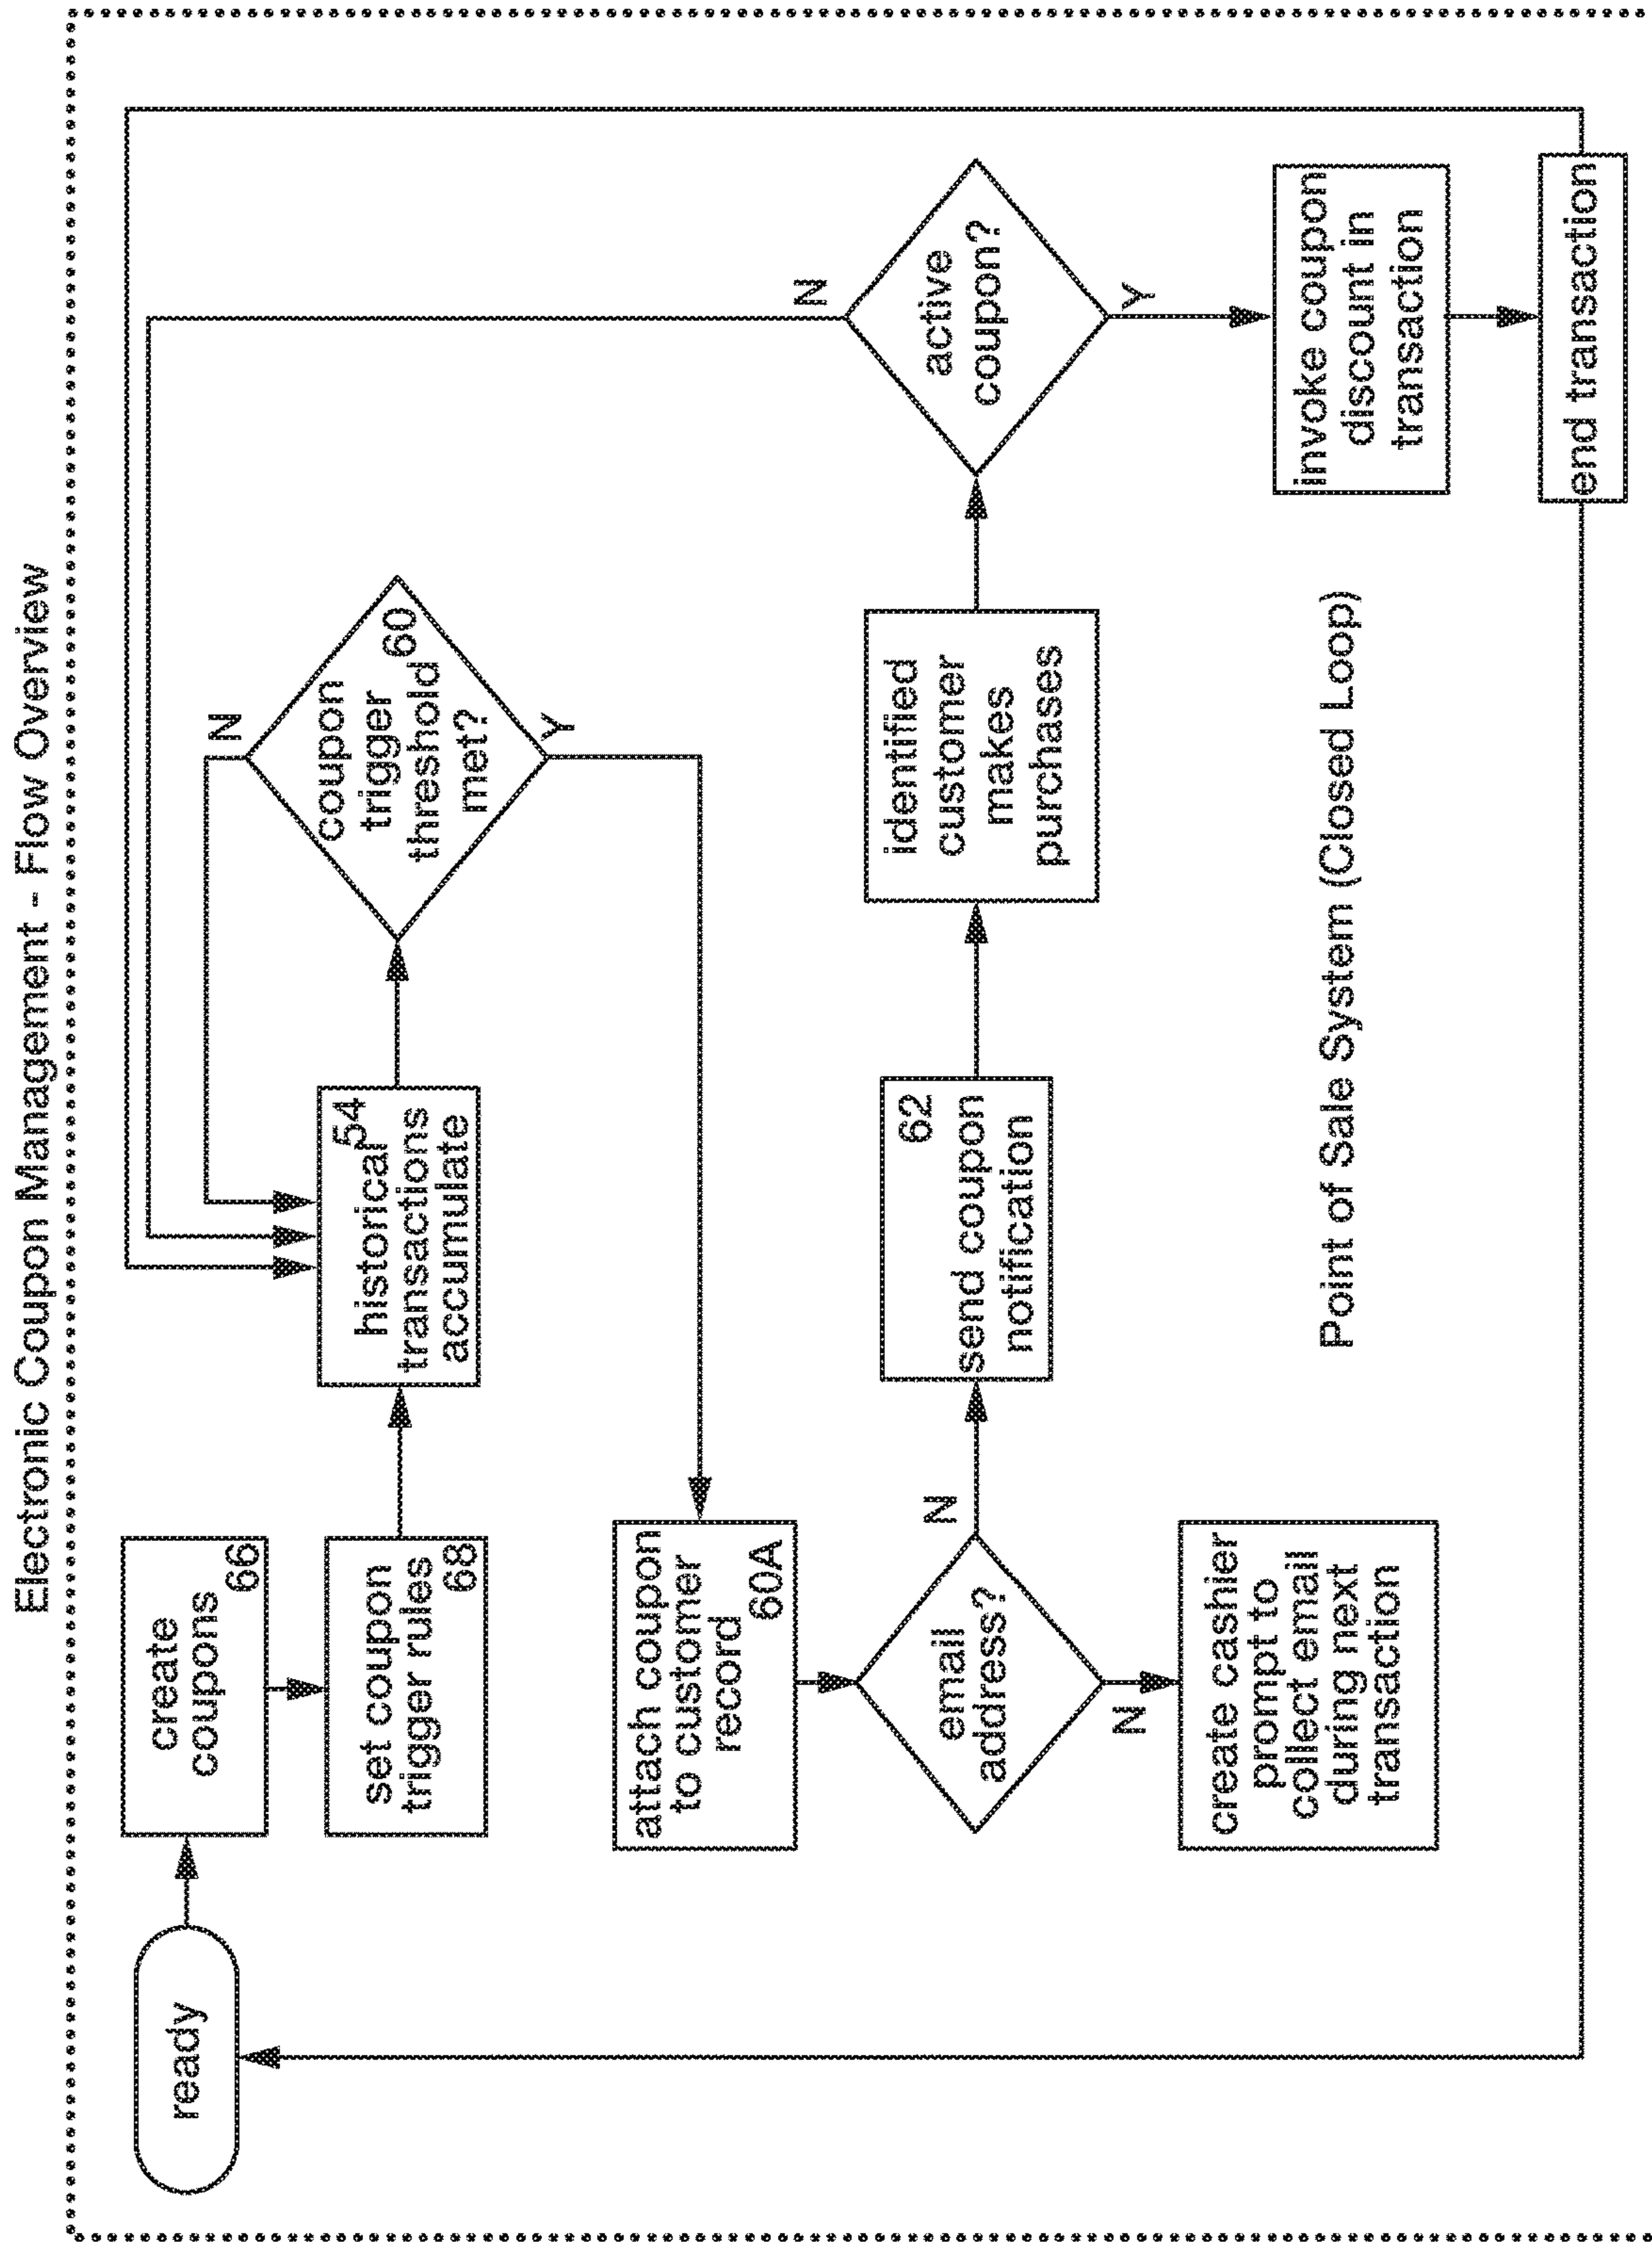 Electronic Coupon Management - Flow Overview
ready
create
coupons
66
set coupon
trigger rules
68
54
historical
transactions
accumulate
N
coupon
trigger
60
threshold
met?
Y
attach coupon
to customer
record
60A
email
address?
N
N
create cashier
prompt to
collect email
during next
transaction
62
send coupon
notification
identified
customer
makes
purchases
N
active
coupon?
Y
invoke coupon
discount in
transaction
end transaction
Point of Sale System (Closed Loop)